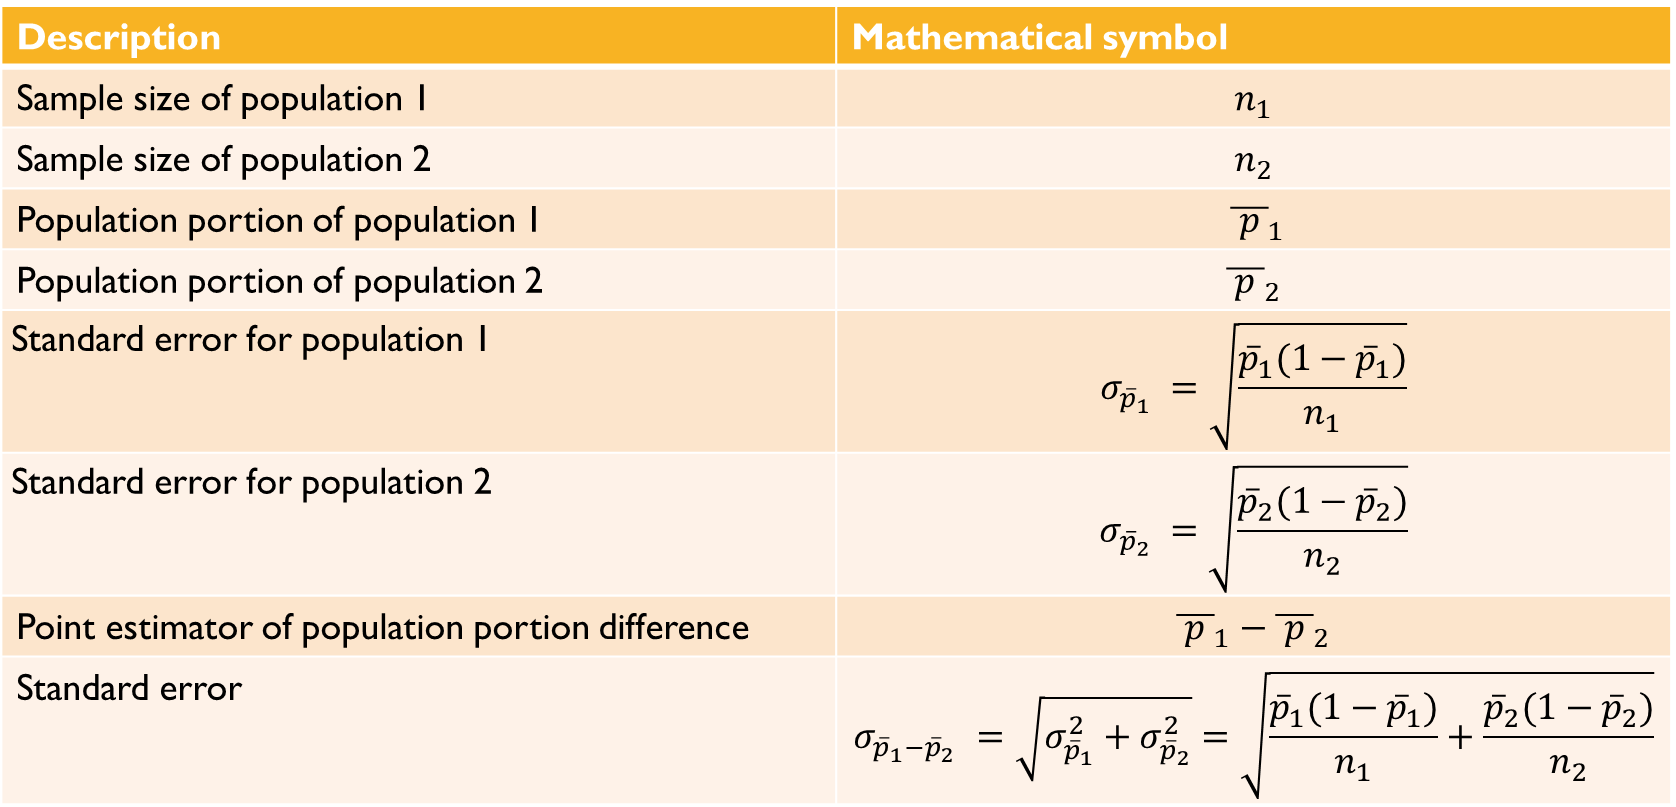 Description Mathematical symbol
Sample size of population 1 n₁
Sample size of population 2 n₂
Population portion of population 1 p̅₁
Population portion of population 2 p̅₂
Standard error for population 1 σ_p̄₁ = √(p̄₁(1 − p̄₁)/n₁)
Standard error for population 2 σ_p̄₂ = √(p̄₂(1 − p̄₂)/n₂)
Point estimator of population portion difference p̅₁ − p̅₂
Standard error σ_p̄₁−p̄₂ = √(σ²_p̄₁ + σ²_p̄₂) = √(p̄₁(1 − p̄₁)/n₁ + p̄₂(1 − p̄₂)/n₂)